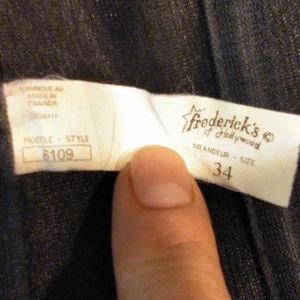 FABRIQUE AU
MADE IN
CANADA
MODELE - STYLE
6109
frederick's ©
of Hollywood
GRANDEUR - SIZE
34